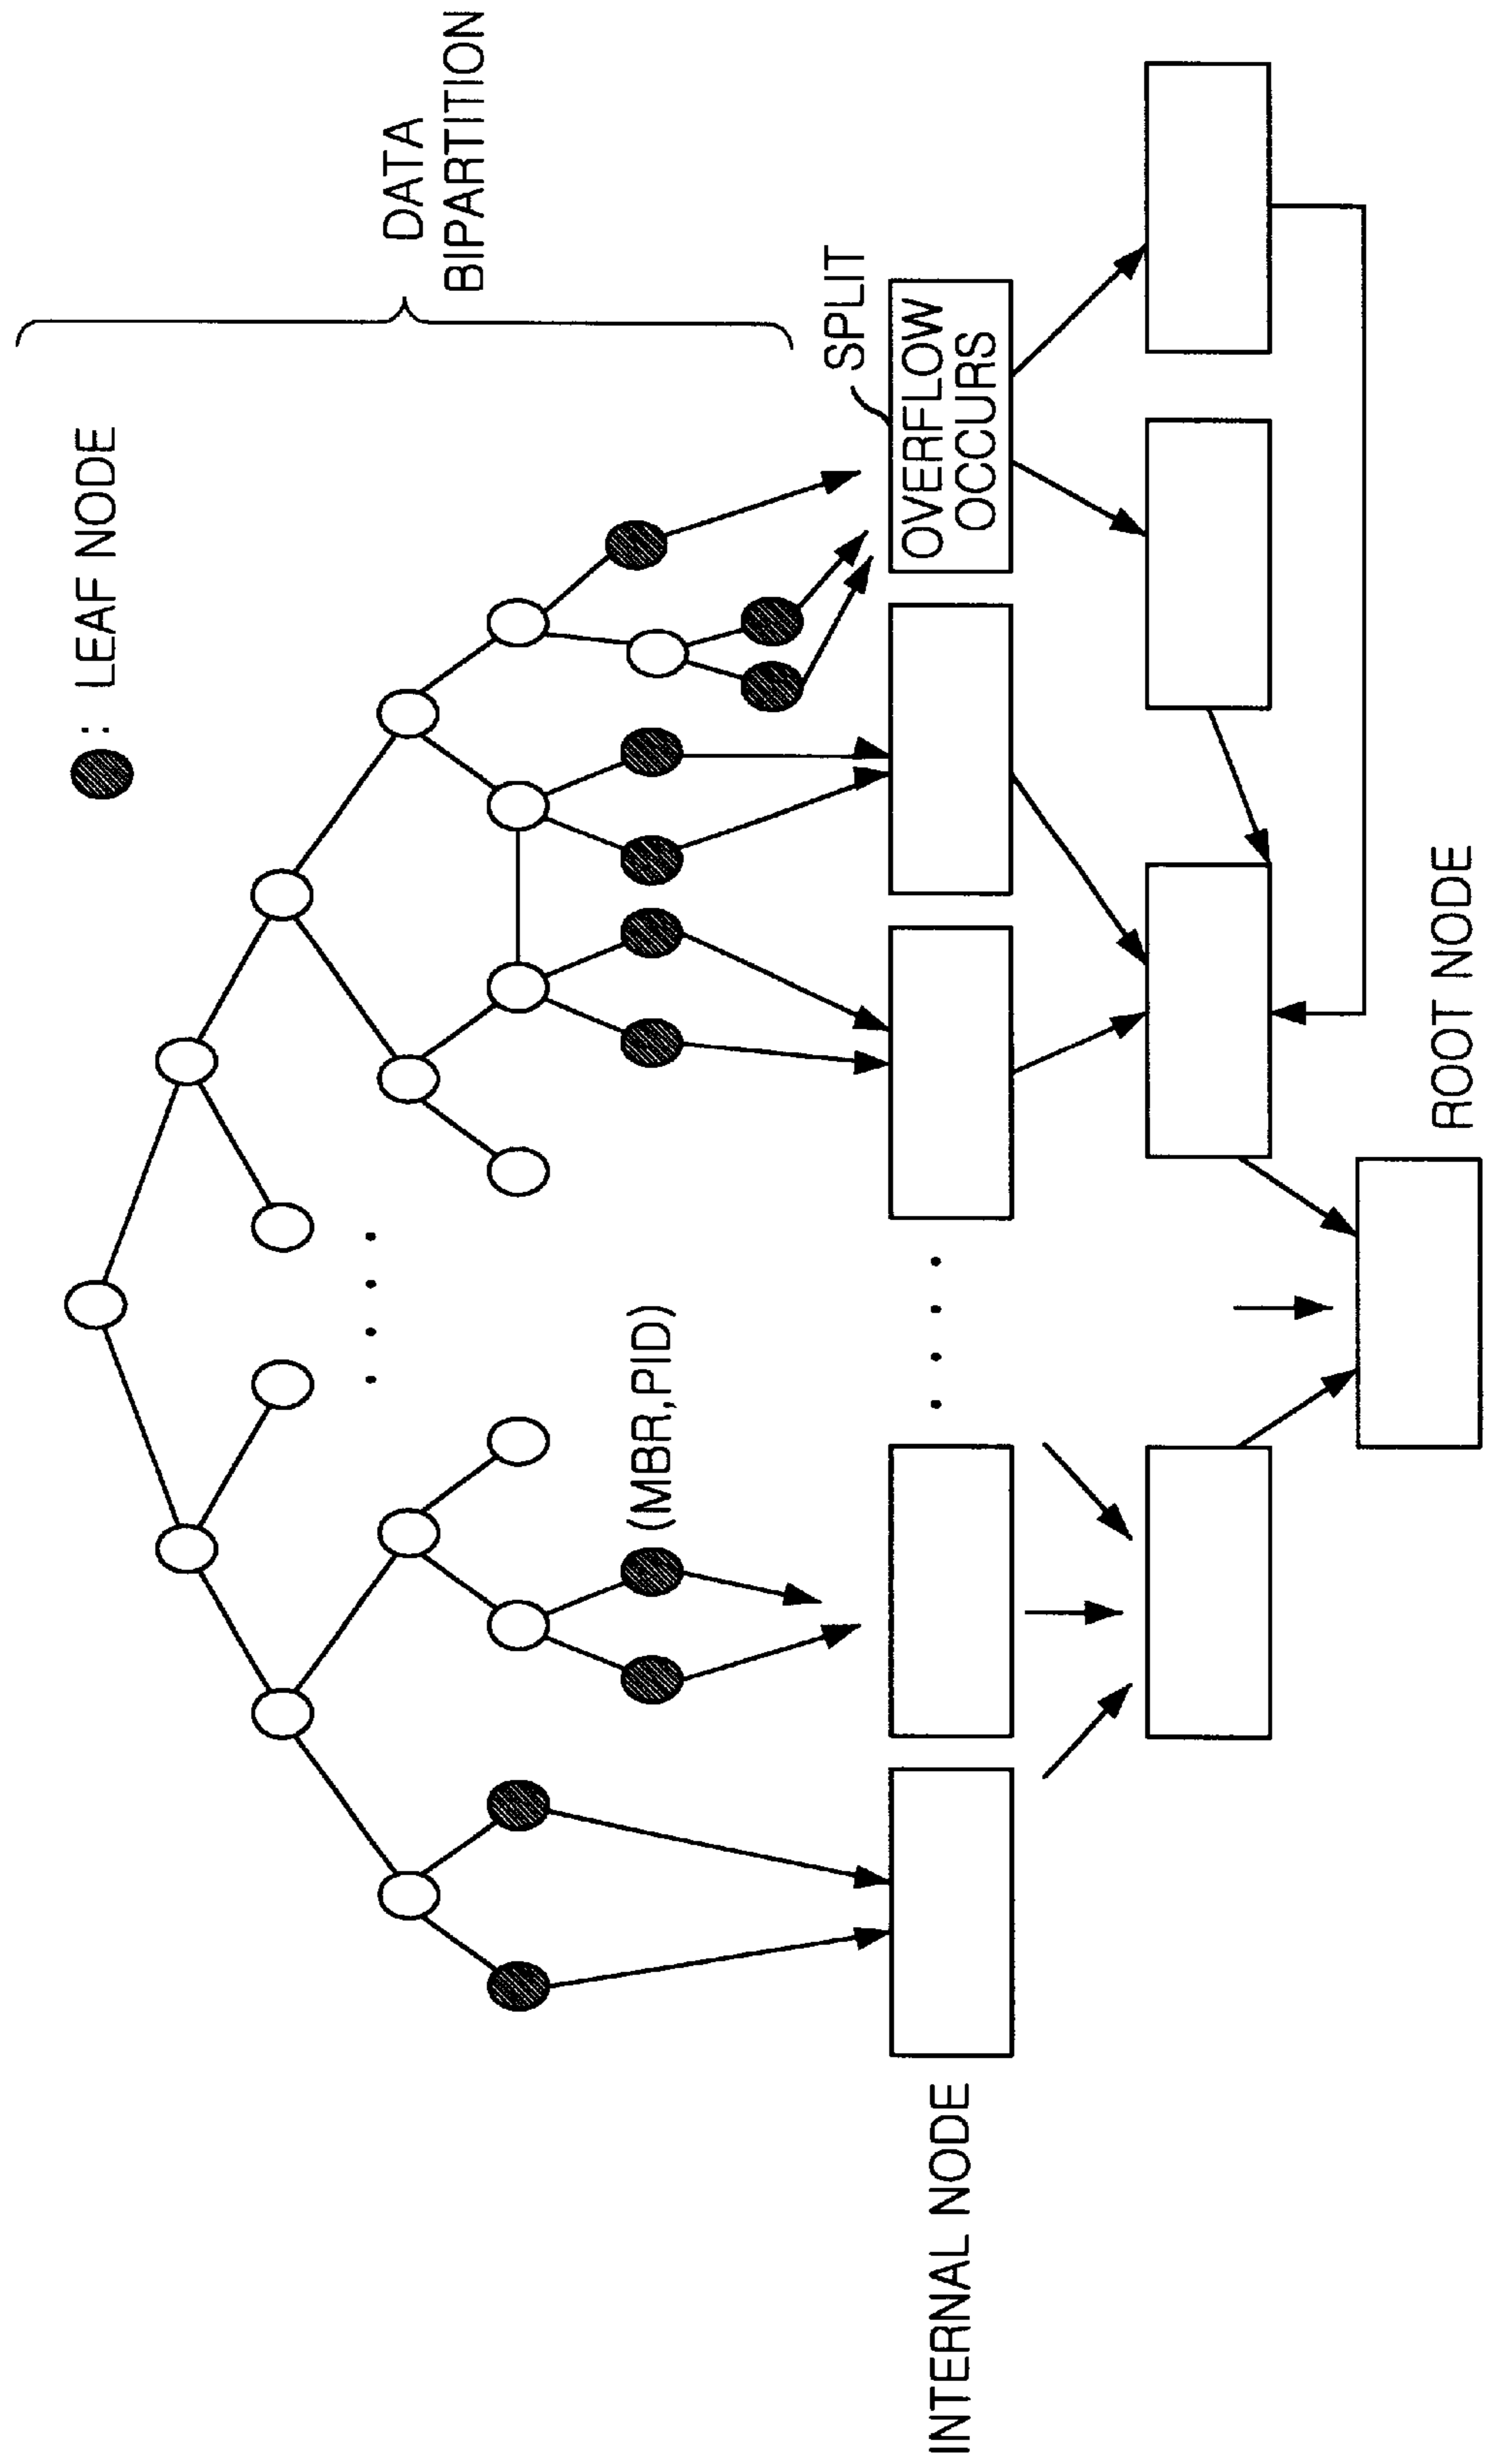 : LEAF NODE
DATA
BIPARTITION
(MBR,PID)
SPLIT
OVERFLOW
OCCURS
INTERNAL NODE
ROOT NODE